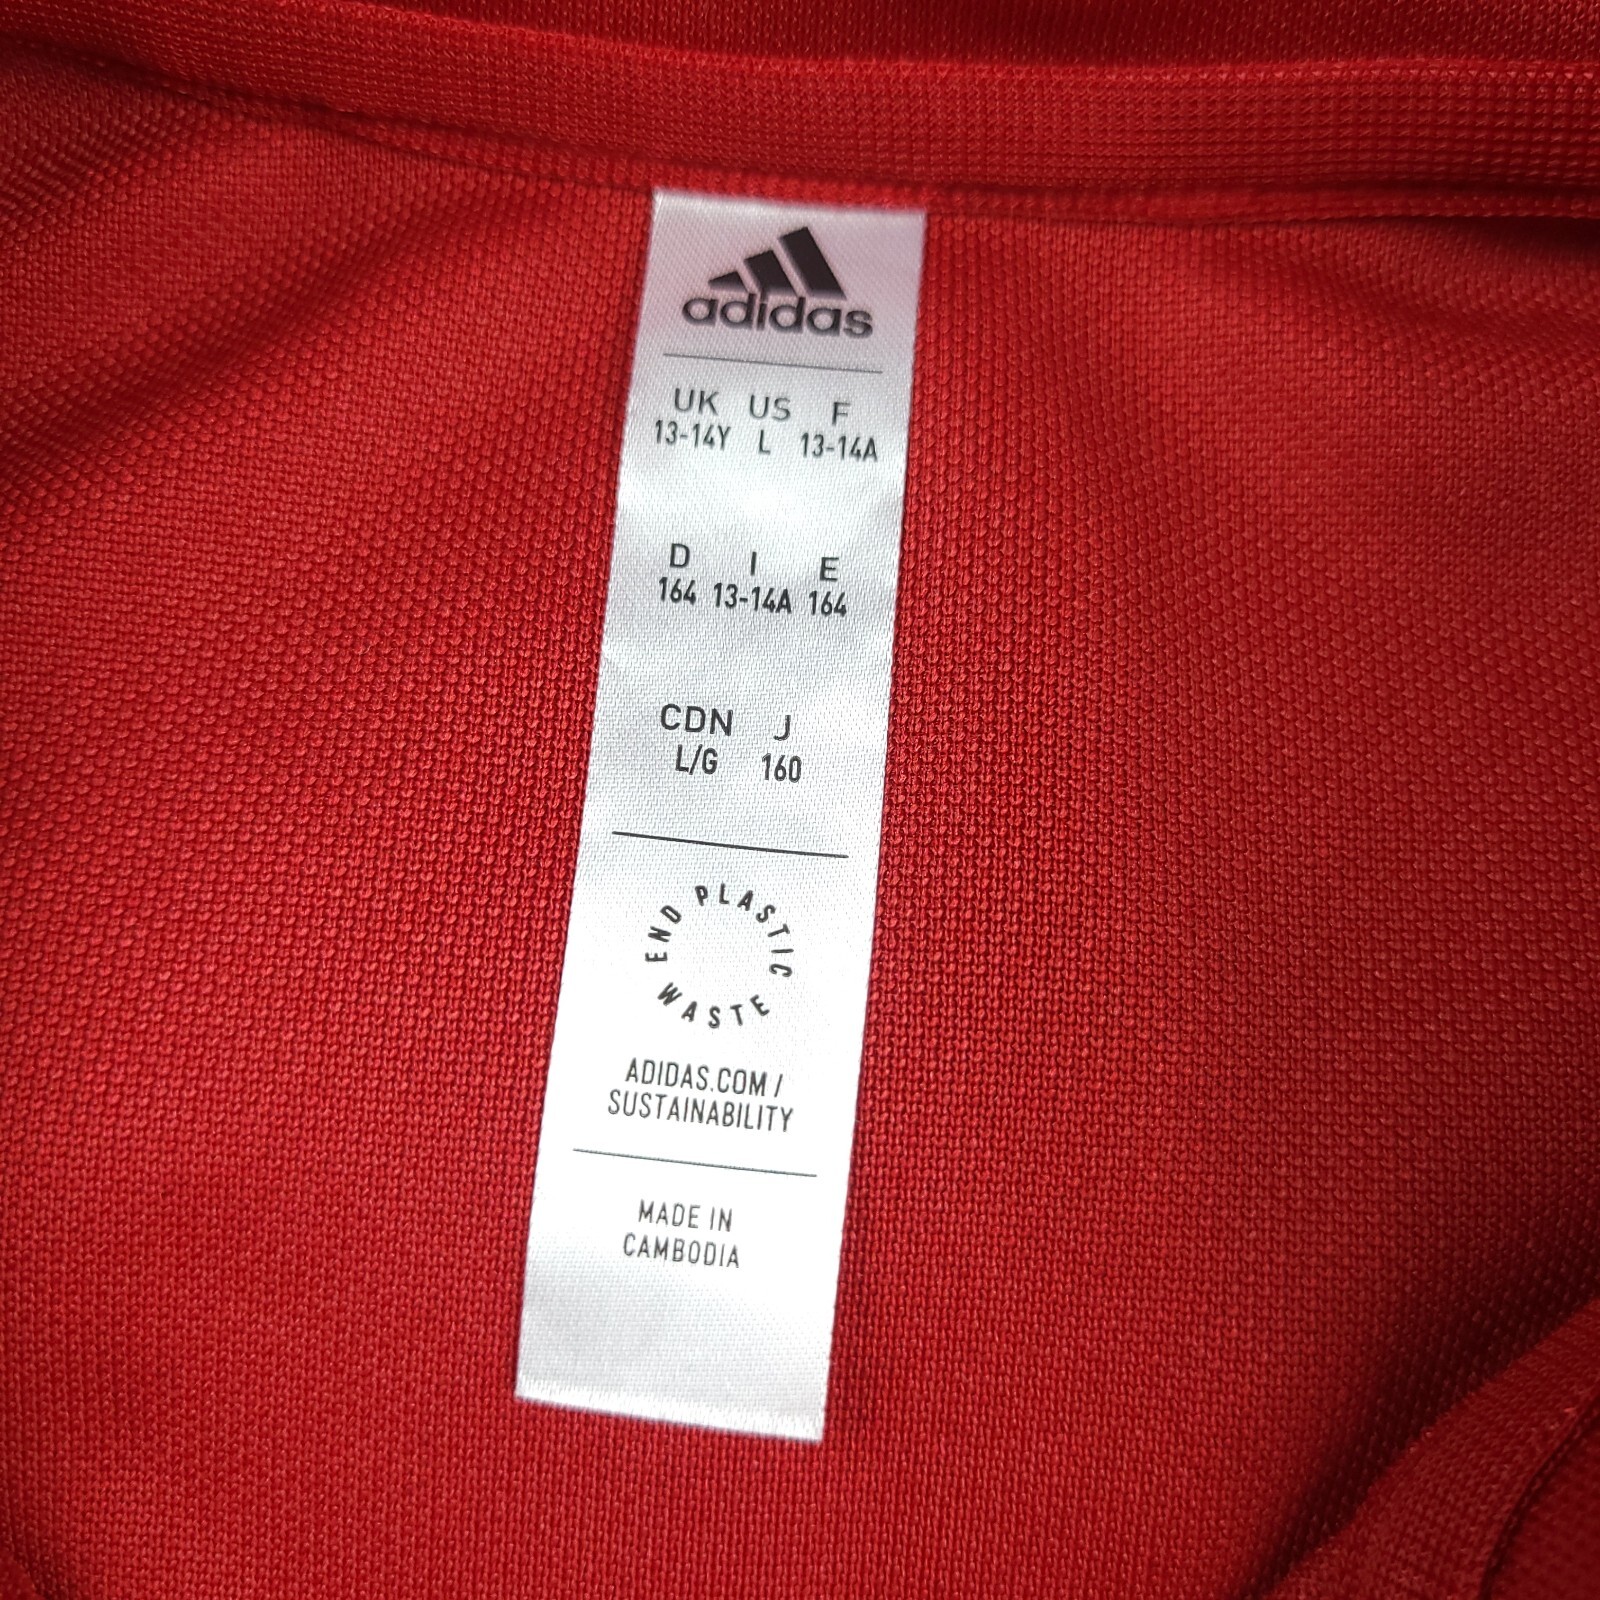 adidas
UK US F
13-14Y L 13-14A
D I E
164 13-14A 164
CDN J
L/G 160
END PLASTIC WASTE
ADIDAS.COM/
SUSTAINABILITY
MADE IN
CAMBODIA